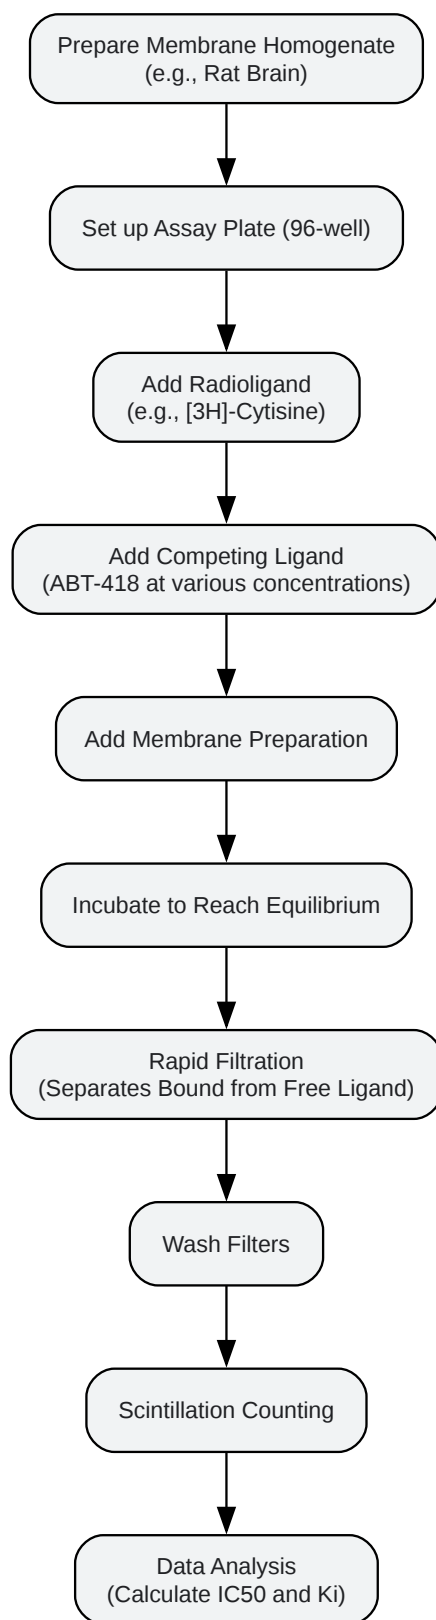 Prepare Membrane Homogenate
(e.g., Rat Brain)
Set up Assay Plate (96-well)
Add Radioligand
(e.g., [3H]-Cytisine)
Add Competing Ligand
(ABT-418 at various concentrations)
Add Membrane Preparation
Incubate to Reach Equilibrium
Rapid Filtration
(Separates Bound from Free Ligand)
Wash Filters
Scintillation Counting
Data Analysis
(Calculate IC50 and Ki)